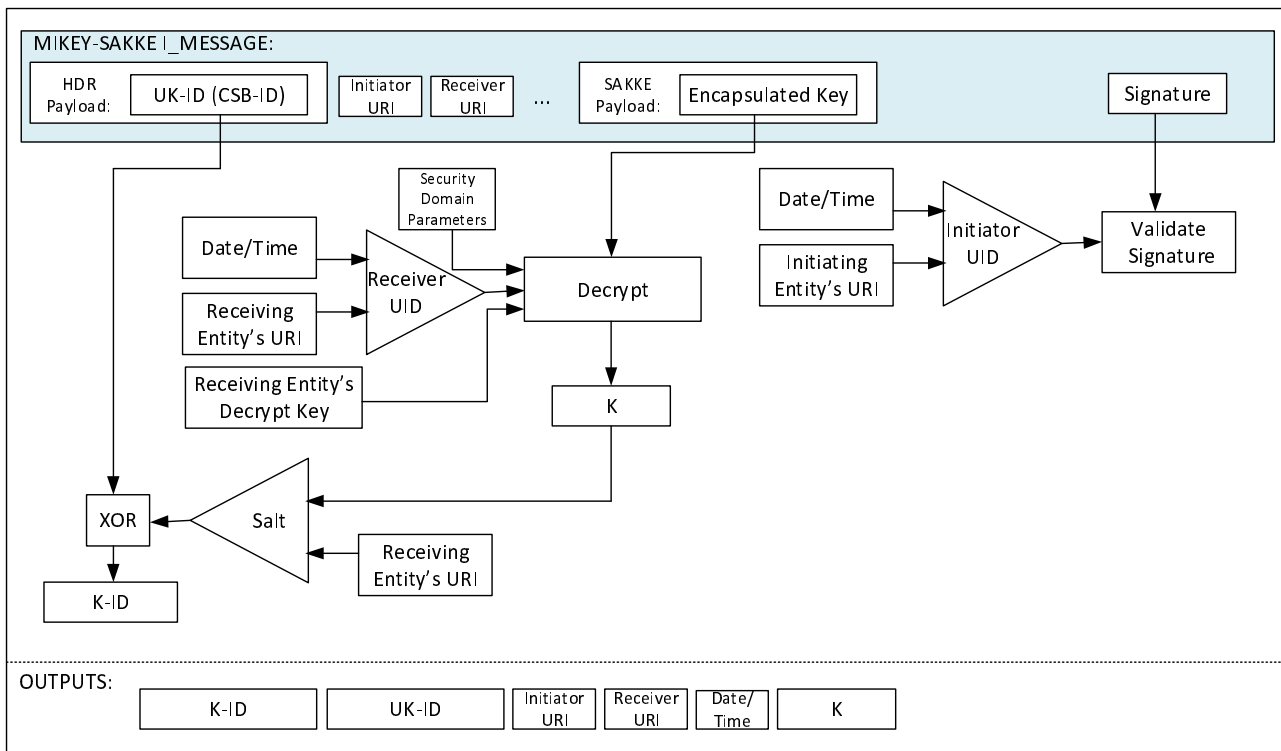 MIKEY-SAKKE I_MESSAGE:
HDR
Payload:
UK-ID (CSB-ID)
Initiator
URI
Receiver
URI
...
SAKKE
Payload:
Encapsulated Key
Signature
Security
Domain
Parameters
Date/Time
Receiving
Entity’s URI
Receiver
UID
Receiving Entity’s
Decrypt Key
Decrypt
K
Date/Time
Initiating
Entity’s URI
Initiator
UID
Validate
Signature
XOR
Salt
Receiving
Entity’s URI
K-ID
OUTPUTS:
K-ID
UK-ID
Initiator
URI
Receiver
URI
Date/
Time
K